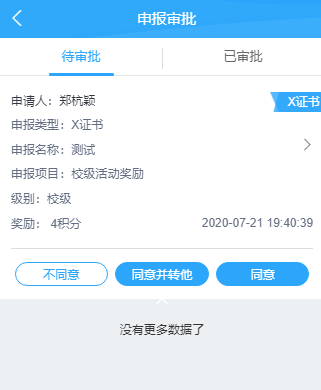 申报审批
待审批 已审批
申请人：郑杭颖 X证书
申报类型：X证书
申报名称：测试
申报项目：校级活动奖励
级别：校级
奖励： 4积分 2020-07-21 19:40:39
不同意 同意并转他 同意
没有更多数据了